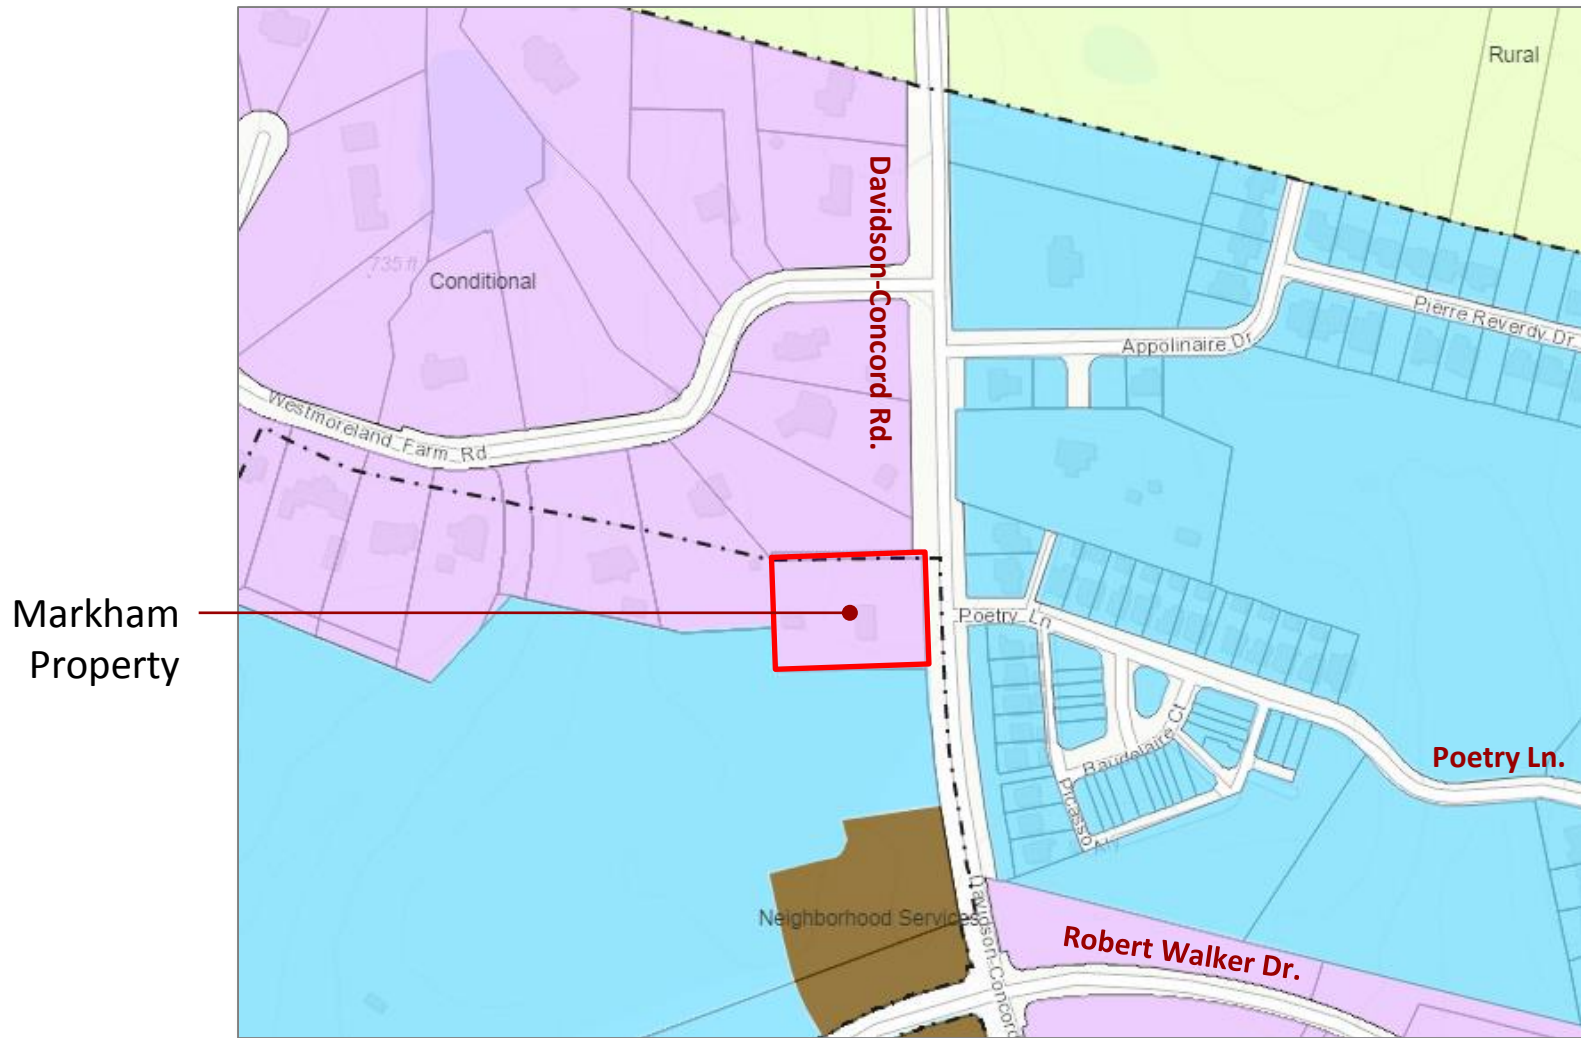 Rural
Davidson-Concord Rd.
735 ft
Conditional
Pierre Reverdy Dr
Appolinaire Dr
Westmoreland Farm Rd
Markham
Property
Poetry Ln
Baudelaire Ct
Poetry Ln.
Picasso
Neighborhood Services
Davidson-Concord
Robert Walker Dr.